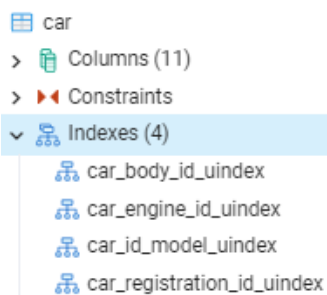 car
Columns (11)
Constraints
Indexes (4)
car_body_id_uindex
car_engine_id_uindex
car_id_model_uindex
car_registration_id_uindex